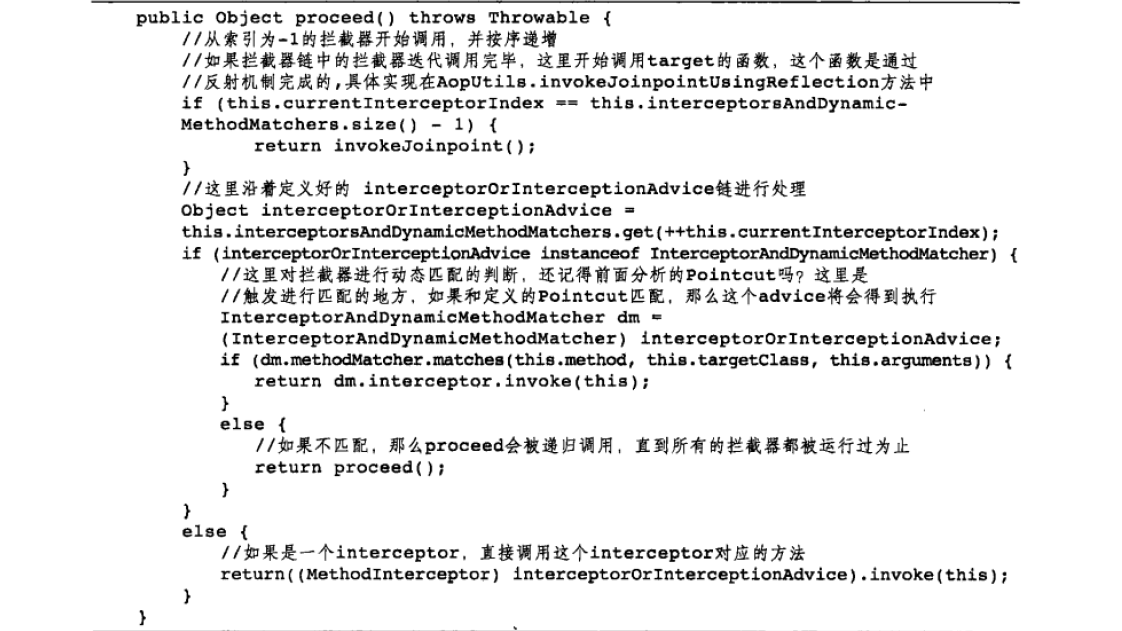 public Object proceed() throws Throwable {
//从索引为-1的拦截器开始调用，并按序递增
//如果拦截器链中的拦截器迭代调用完毕，这里开始调用target的函数，这个函数是通过
//反射机制完成的,具体实现在AopUtils.invokeJoinpointUsingReflection方法中
if (this.currentInterceptorIndex == this.interceptorsAndDynamic-
MethodMatchers.size() - 1) {
return invokeJoinpoint();
}
//这里沿着定义好的 interceptorOrInterceptionAdvice链进行处理
Object interceptorOrInterceptionAdvice =
this.interceptorsAndDynamicMethodMatchers.get(++this.currentInterceptorIndex);
if (interceptorOrInterceptionAdvice instanceof InterceptorAndDynamicMethodMatcher) {
//这里对拦截器进行动态匹配的判断，还记得前面分析的Pointcut吗？这里是
//触发进行匹配的地方，如果和定义的Pointcut匹配，那么这个advice将会得到执行
InterceptorAndDynamicMethodMatcher dm =
(InterceptorAndDynamicMethodMatcher) interceptorOrInterceptionAdvice;
if (dm.methodMatcher.matches(this.method, this.targetClass, this.arguments)) {
return dm.interceptor.invoke(this);
}
else {
//如果不匹配，那么proceed会被递归调用，直到所有的拦截器都被运行过为止
return proceed();
}
}
else {
//如果是一个interceptor，直接调用这个interceptor对应的方法
return((MethodInterceptor) interceptorOrInterceptionAdvice).invoke(this);
}
}